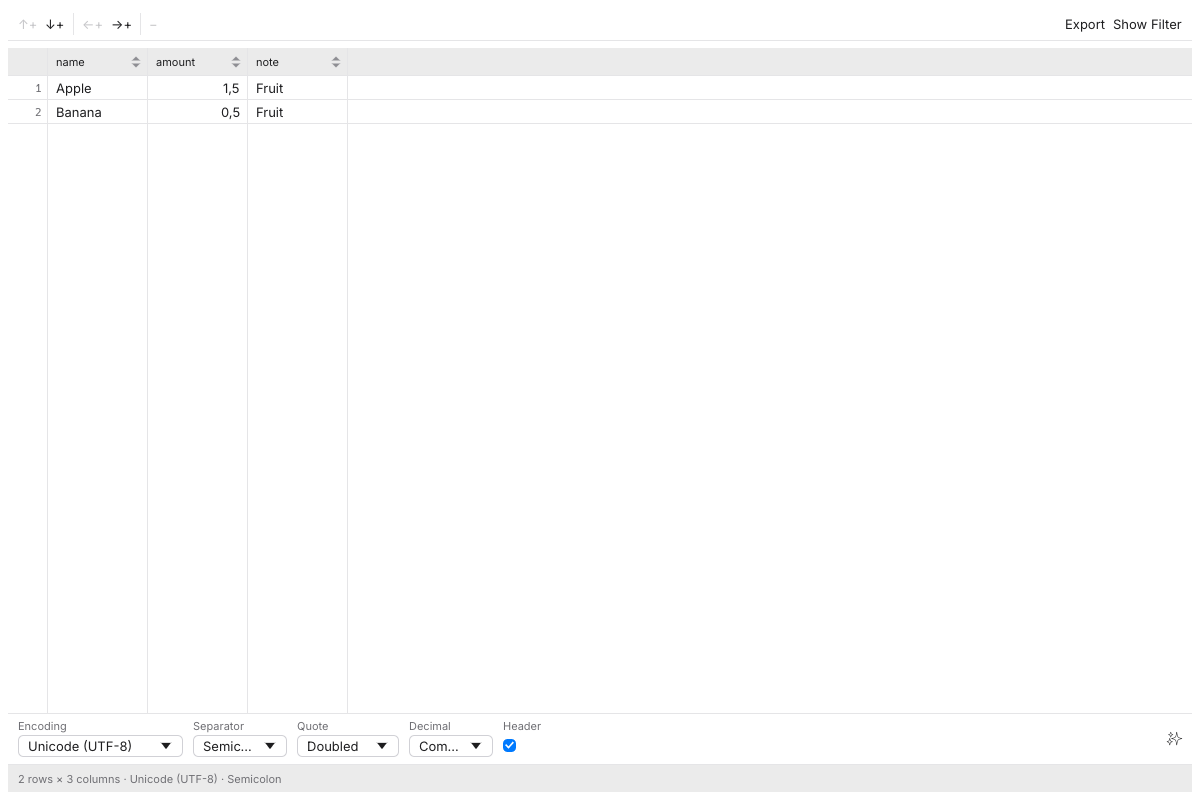 ↑+ ↓+ ←+ →+ − Export Show Filter
name amount note
1 Apple 1,5 Fruit
2 Banana 0,5 Fruit
Encoding Separator Quote Decimal Header
Unicode (UTF-8) Semic... Doubled Com...
2 rows × 3 columns · Unicode (UTF-8) · Semicolon